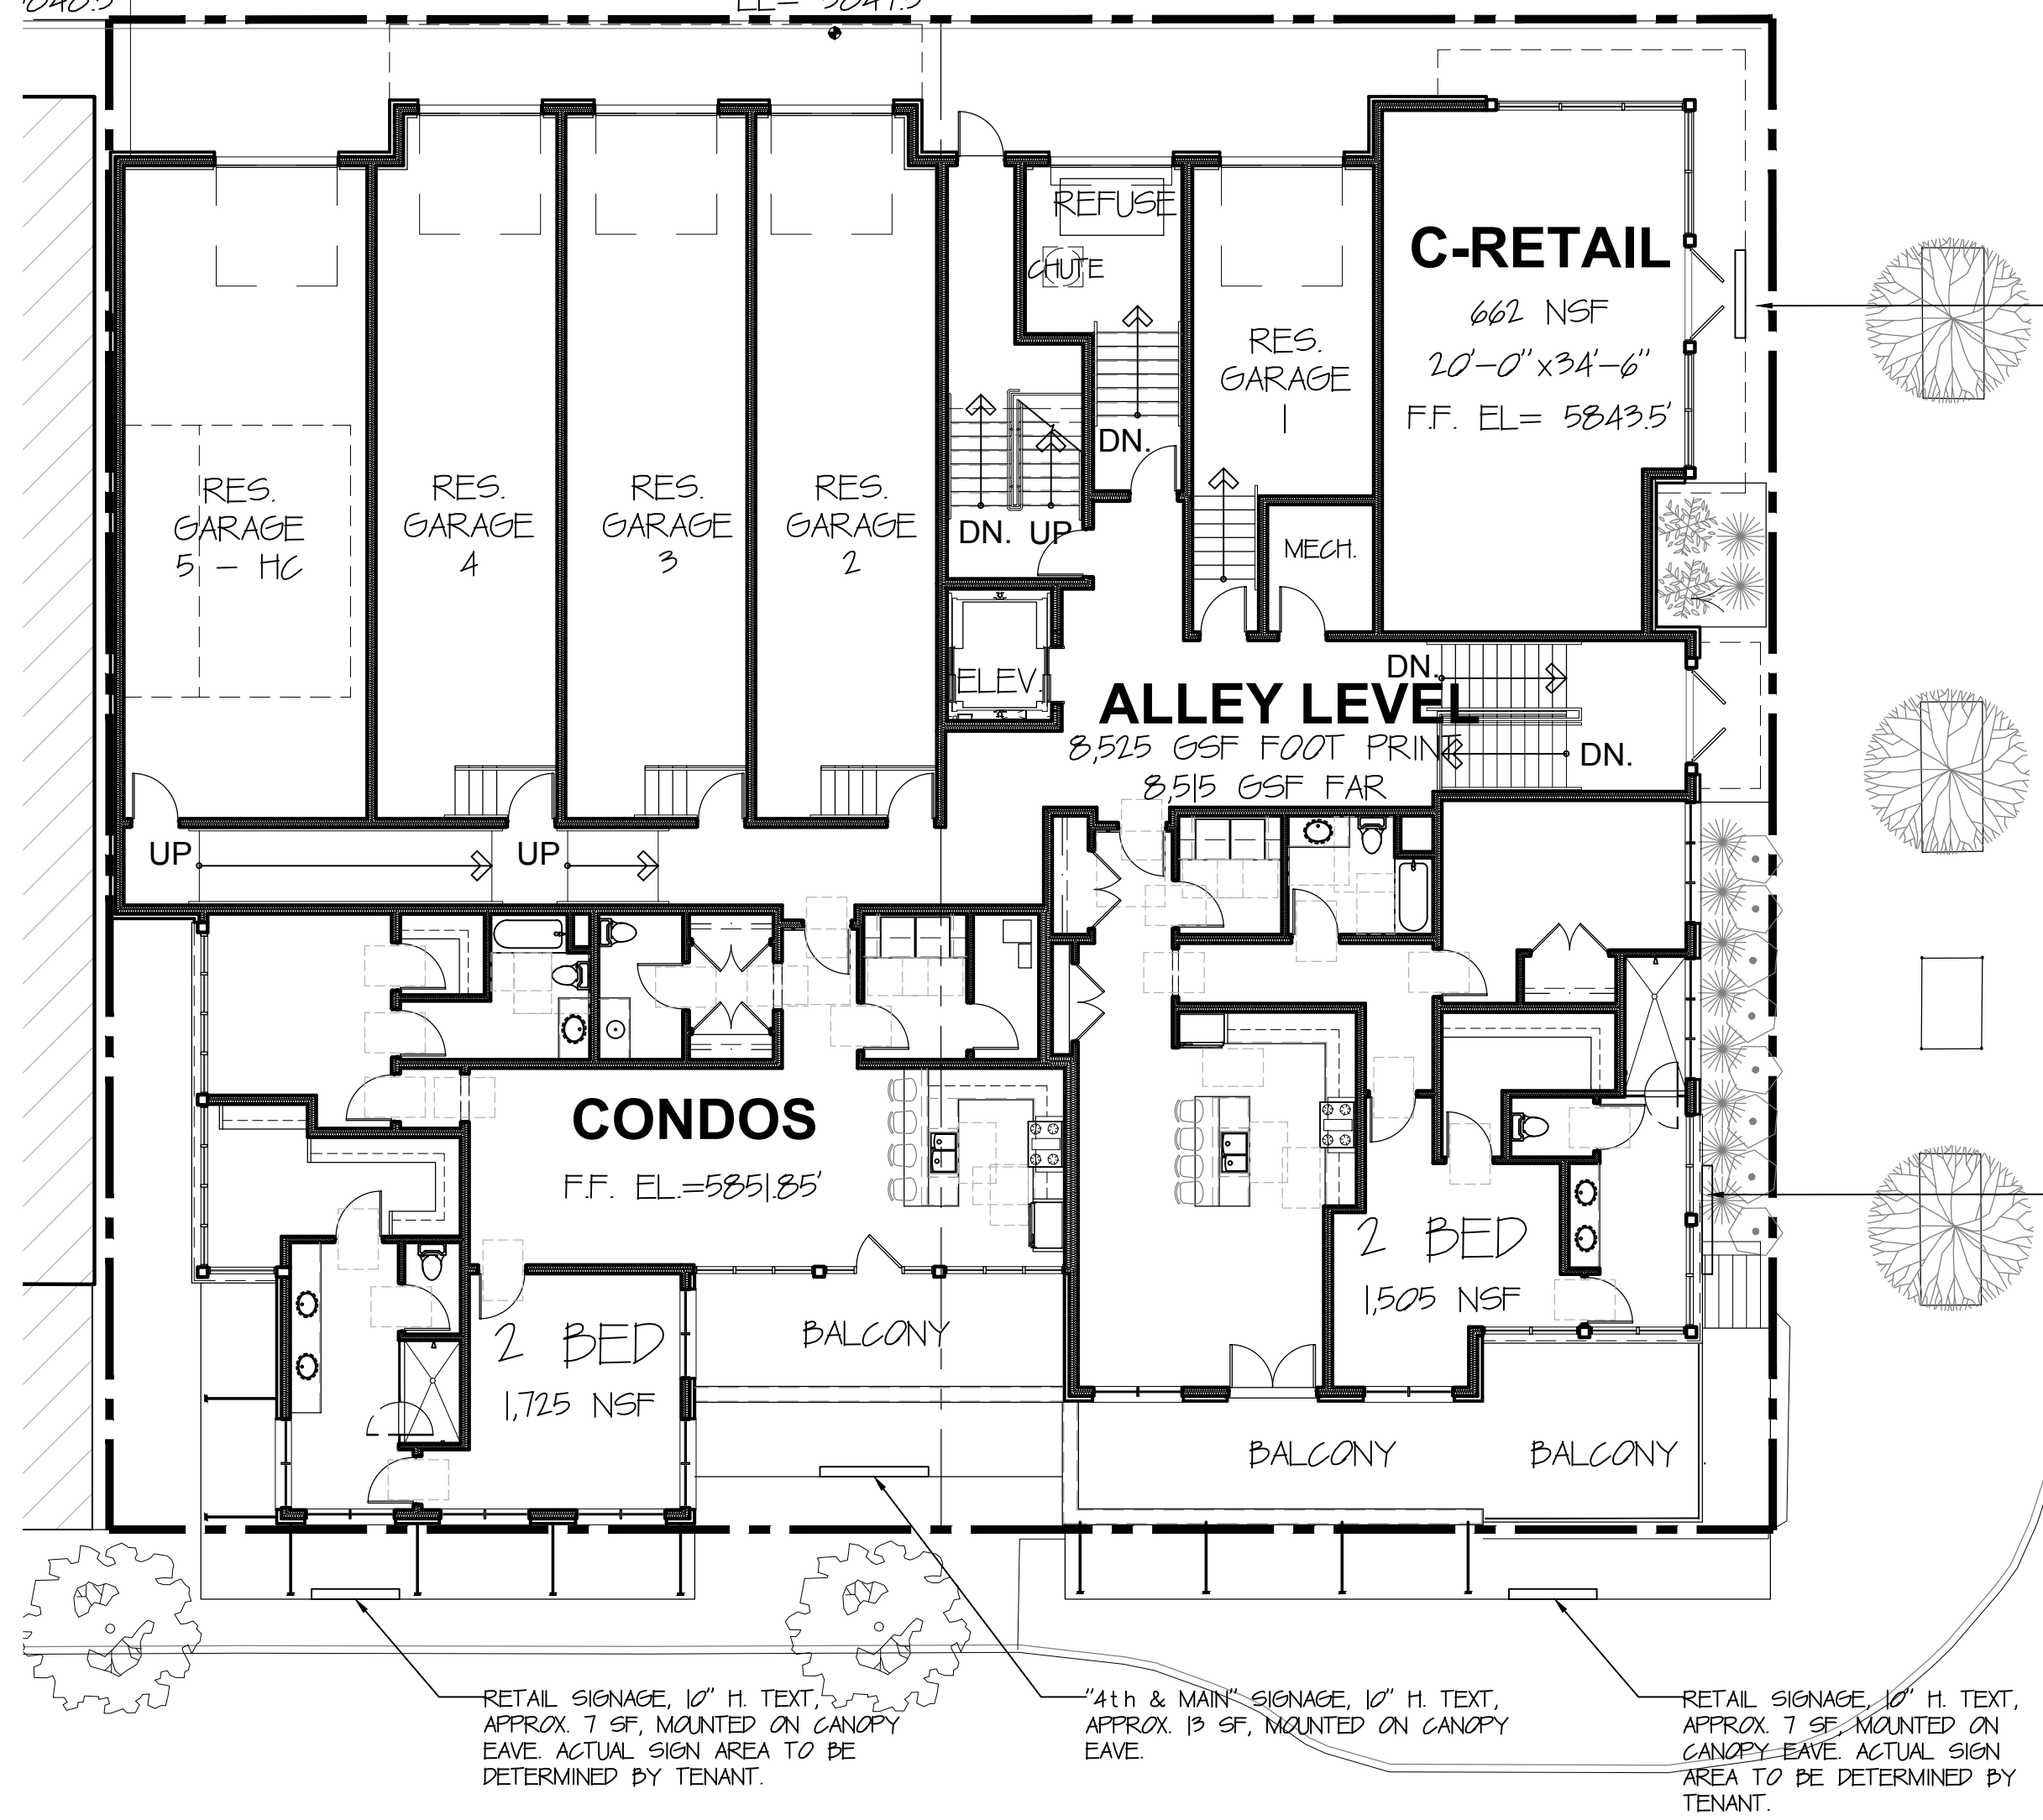 REFUSE
CHUTE
C-RETAIL
662 NSF
20'-0"x34'-6"
F.F. EL= 5843.5'
RES.
GARAGE
1
DN.
RES.
GARAGE
5 - HC
RES.
GARAGE
4
RES.
GARAGE
3
RES.
GARAGE
2
DN. UP
MECH.
ELEV.
DN.
ALLEY LEVEL
8,525 GSF FOOT PRINT
8,515 GSF FAR
DN.
UP
UP
CONDOS
F.F. EL.=5851.85'
2 BED
1,505 NSF
2 BED
1,725 NSF
BALCONY
BALCONY
BALCONY
RETAIL SIGNAGE, 10" H. TEXT,
APPROX. 7 SF, MOUNTED ON CANOPY
EAVE. ACTUAL SIGN AREA TO BE
DETERMINED BY TENANT.
"4th & MAIN" SIGNAGE, 10" H. TEXT,
APPROX. 13 SF, MOUNTED ON CANOPY
EAVE.
RETAIL SIGNAGE, 10" H. TEXT,
APPROX. 7 SF, MOUNTED ON
CANOPY EAVE. ACTUAL SIGN
AREA TO BE DETERMINED BY
TENANT.